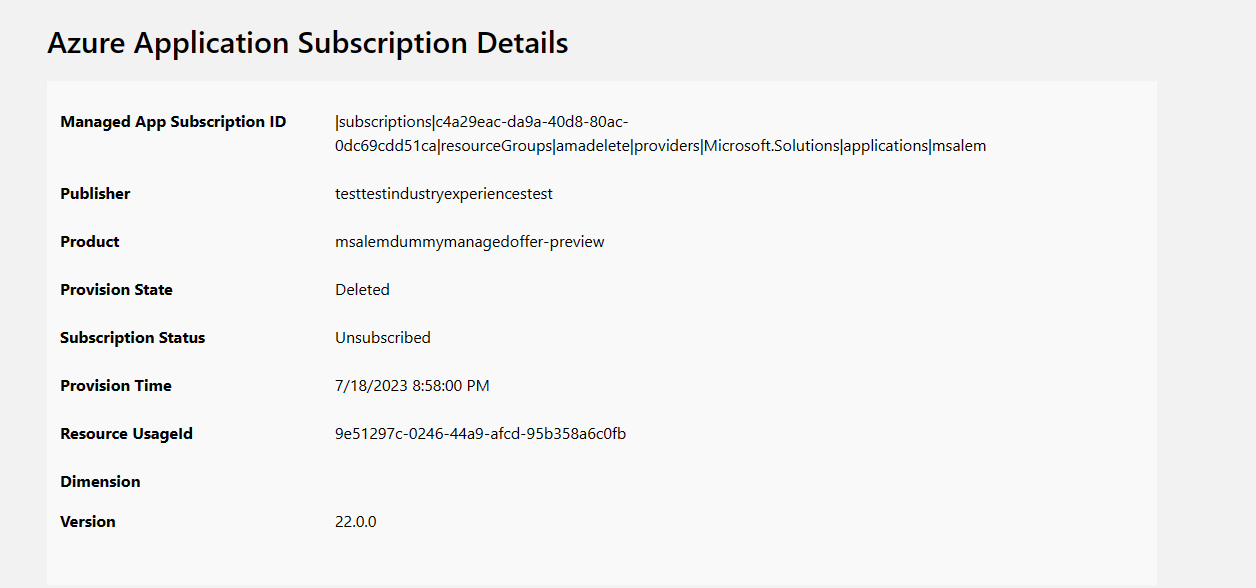 Azure Application Subscription Details
Managed App Subscription ID |subscriptions|c4a29eac-da9a-40d8-80ac-
0dc69cdd51ca|resourceGroups|amadelete|providers|Microsoft.Solutions|applications|msalem
Publisher testtestindustryexperiencestest
Product msalemdummymanagedoffer-preview
Provision State Deleted
Subscription Status Unsubscribed
Provision Time 7/18/2023 8:58:00 PM
Resource UsageId 9e51297c-0246-44a9-afcd-95b358a6c0fb
Dimension
Version 22.0.0